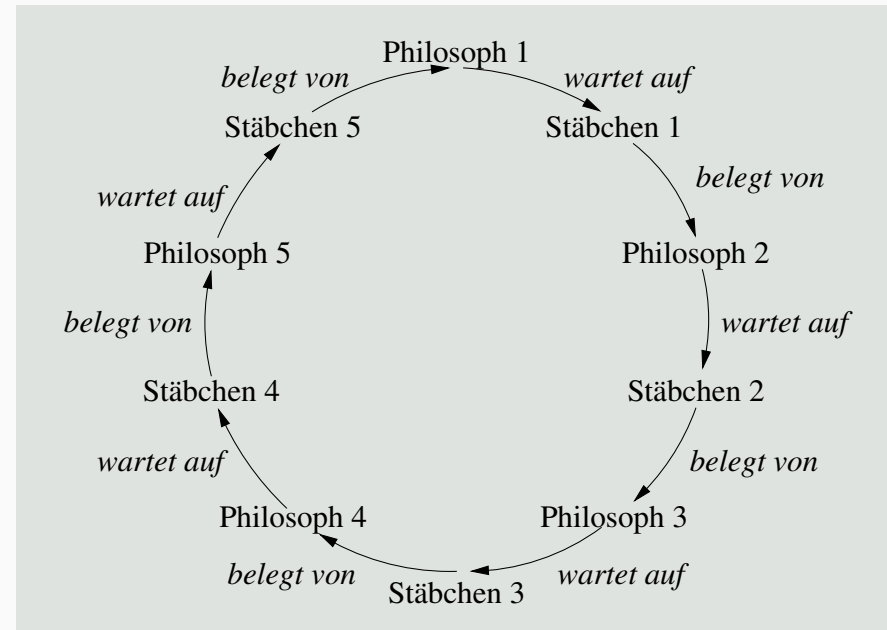 Philosoph 1
belegt von
wartet auf
Stäbchen 5
Stäbchen 1
wartet auf
belegt von
Philosoph 5
Philosoph 2
belegt von
wartet auf
Stäbchen 4
Stäbchen 2
wartet auf
belegt von
Philosoph 4
Philosoph 3
belegt von
wartet auf
Stäbchen 3